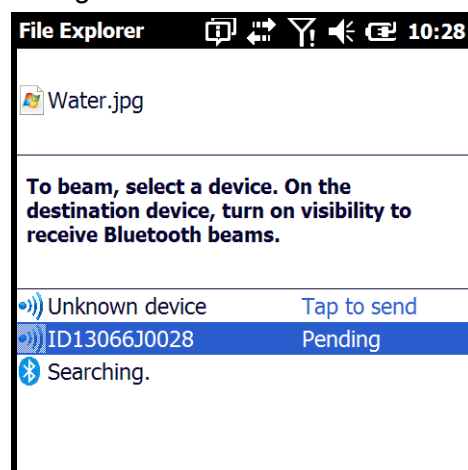 File Explorer 10:28
Water.jpg
To beam, select a device. On the
destination device, turn on visibility to
receive Bluetooth beams.
Unknown device Tap to send
ID13066J0028 Pending
Searching.